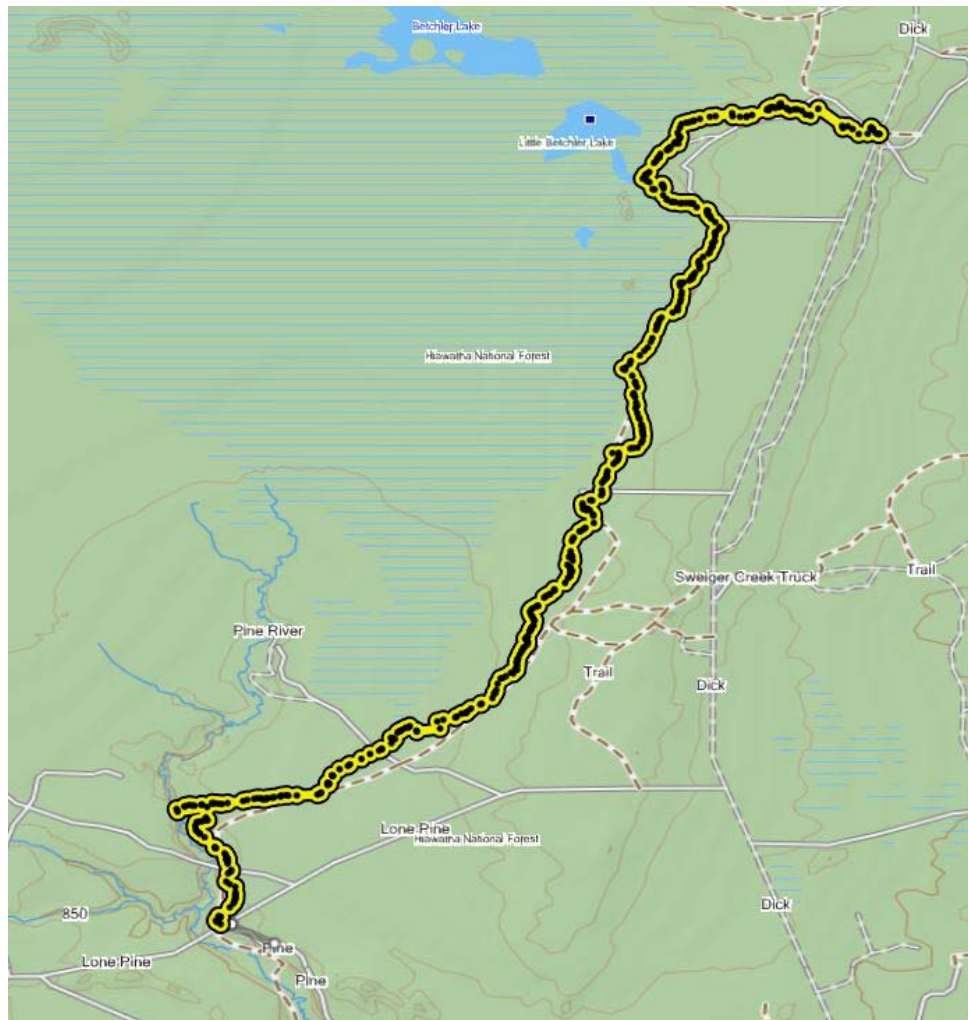 Betchler Lake
Dick
Little Betchler Lake
Hiawatha National Forest
Sweiger Creek Truck
Trail
Pine River
Trail
Dick
Lone Pine
Hiawatha National Forest
850
Dick
Pine
Lone Pine
Pine